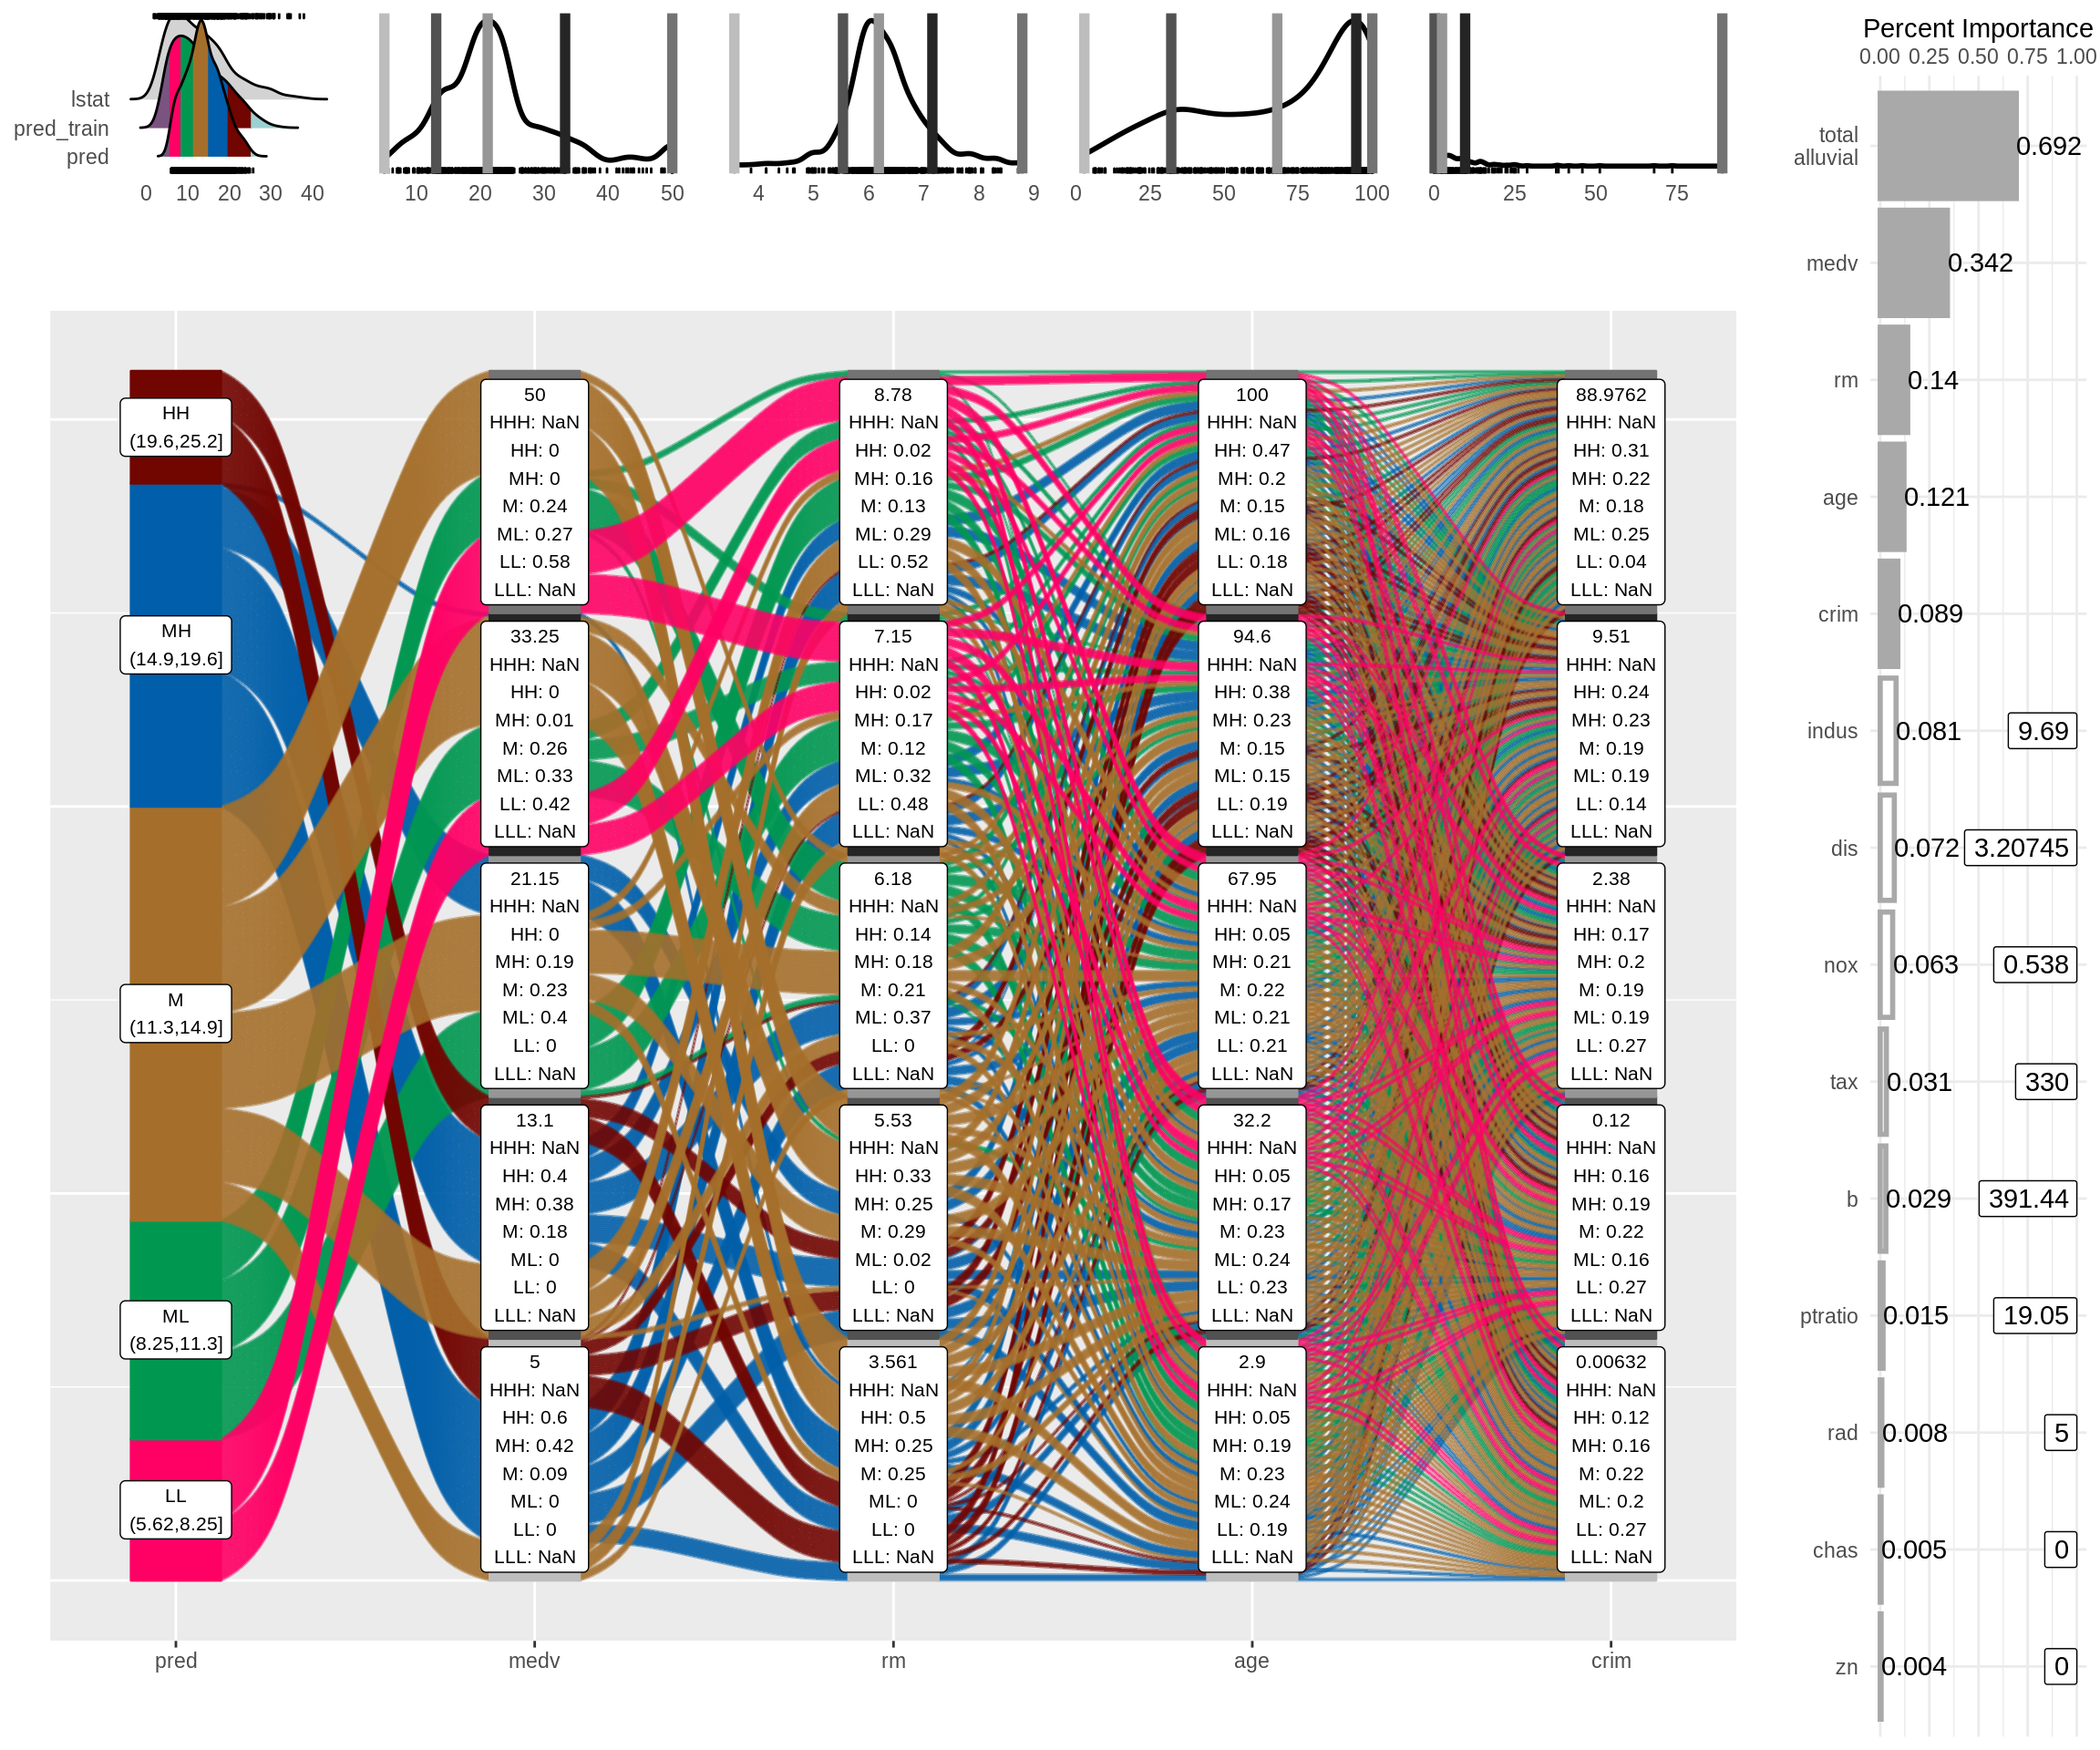 lstat
pred_train
pred
0 10 20 30 40
10 20 30 40 50
4 5 6 7 8 9
0 25 50 75 100
0 25 50 75
HH
(19.6,25.2]
MH
(14.9,19.6]
M
(11.3,14.9]
ML
(8.25,11.3]
LL
(5.62,8.25]
50
HHH: NaN
HH: 0
MH: 0
M: 0.24
ML: 0.27
LL: 0.58
LLL: NaN
33.25
HHH: NaN
HH: 0
MH: 0.01
M: 0.26
ML: 0.33
LL: 0.42
LLL: NaN
21.15
HHH: NaN
HH: 0
MH: 0.19
M: 0.23
ML: 0.4
LL: 0
LLL: NaN
13.1
HHH: NaN
HH: 0.4
MH: 0.38
M: 0.18
ML: 0
LL: 0
LLL: NaN
5
HHH: NaN
HH: 0.6
MH: 0.42
M: 0.09
ML: 0
LL: 0
LLL: NaN
8.78
HHH: NaN
HH: 0.02
MH: 0.16
M: 0.13
ML: 0.29
LL: 0.52
LLL: NaN
7.15
HHH: NaN
HH: 0.02
MH: 0.17
M: 0.12
ML: 0.32
LL: 0.48
LLL: NaN
6.18
HHH: NaN
HH: 0.14
MH: 0.18
M: 0.21
ML: 0.37
LL: 0
LLL: NaN
5.53
HHH: NaN
HH: 0.33
MH: 0.25
M: 0.29
ML: 0.02
LL: 0
LLL: NaN
3.561
HHH: NaN
HH: 0.5
MH: 0.25
M: 0.25
ML: 0
LL: 0
LLL: NaN
100
HHH: NaN
HH: 0.47
MH: 0.2
M: 0.15
ML: 0.16
LL: 0.18
LLL: NaN
94.6
HHH: NaN
HH: 0.38
MH: 0.23
M: 0.15
ML: 0.15
LL: 0.19
LLL: NaN
67.95
HHH: NaN
HH: 0.05
MH: 0.21
M: 0.22
ML: 0.21
LL: 0.21
LLL: NaN
32.2
HHH: NaN
HH: 0.05
MH: 0.17
M: 0.23
ML: 0.24
LL: 0.23
LLL: NaN
2.9
HHH: NaN
HH: 0.05
MH: 0.19
M: 0.23
ML: 0.24
LL: 0.19
LLL: NaN
88.9762
HHH: NaN
HH: 0.31
MH: 0.22
M: 0.18
ML: 0.25
LL: 0.04
LLL: NaN
9.51
HHH: NaN
HH: 0.24
MH: 0.23
M: 0.19
ML: 0.19
LL: 0.14
LLL: NaN
2.38
HHH: NaN
HH: 0.17
MH: 0.2
M: 0.19
ML: 0.19
LL: 0.27
LLL: NaN
0.12
HHH: NaN
HH: 0.16
MH: 0.19
M: 0.22
ML: 0.16
LL: 0.27
LLL: NaN
0.00632
HHH: NaN
HH: 0.12
MH: 0.16
M: 0.22
ML: 0.2
LL: 0.27
LLL: NaN
pred medv rm age crim
Percent Importance
0.00 0.25 0.50 0.75 1.00
total
alluvial
0.692
medv 0.342
rm 0.14
age 0.121
crim 0.089
indus 0.081 9.69
dis 0.072 3.20745
nox 0.063 0.538
tax 0.031 330
b 0.029 391.44
ptratio 0.015 19.05
rad 0.008 5
chas 0.005 0
zn 0.004 0